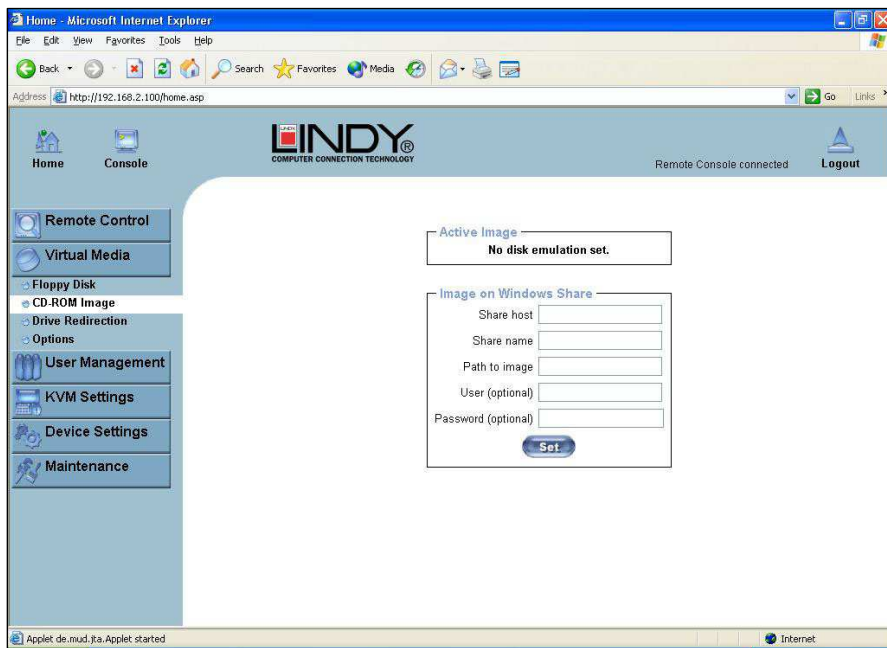 Home - Microsoft Internet Explorer
File Edit View Favorites Tools Help
Back Search Favorites Media
Address http://192.168.2.100/home.asp Go Links »
Home Console
LINDY
LINDY®
COMPUTER CONNECTION TECHNOLOGY
Remote Console connected
Logout
Remote Control
Virtual Media
Floppy Disk
CD-ROM Image
Drive Redirection
Options
User Management
KVM Settings
Device Settings
Maintenance
Active Image
No disk emulation set.
Image on Windows Share
Share host
Share name
Path to image
User (optional)
Password (optional)
Set
Applet de.mud.jta.Applet started Internet